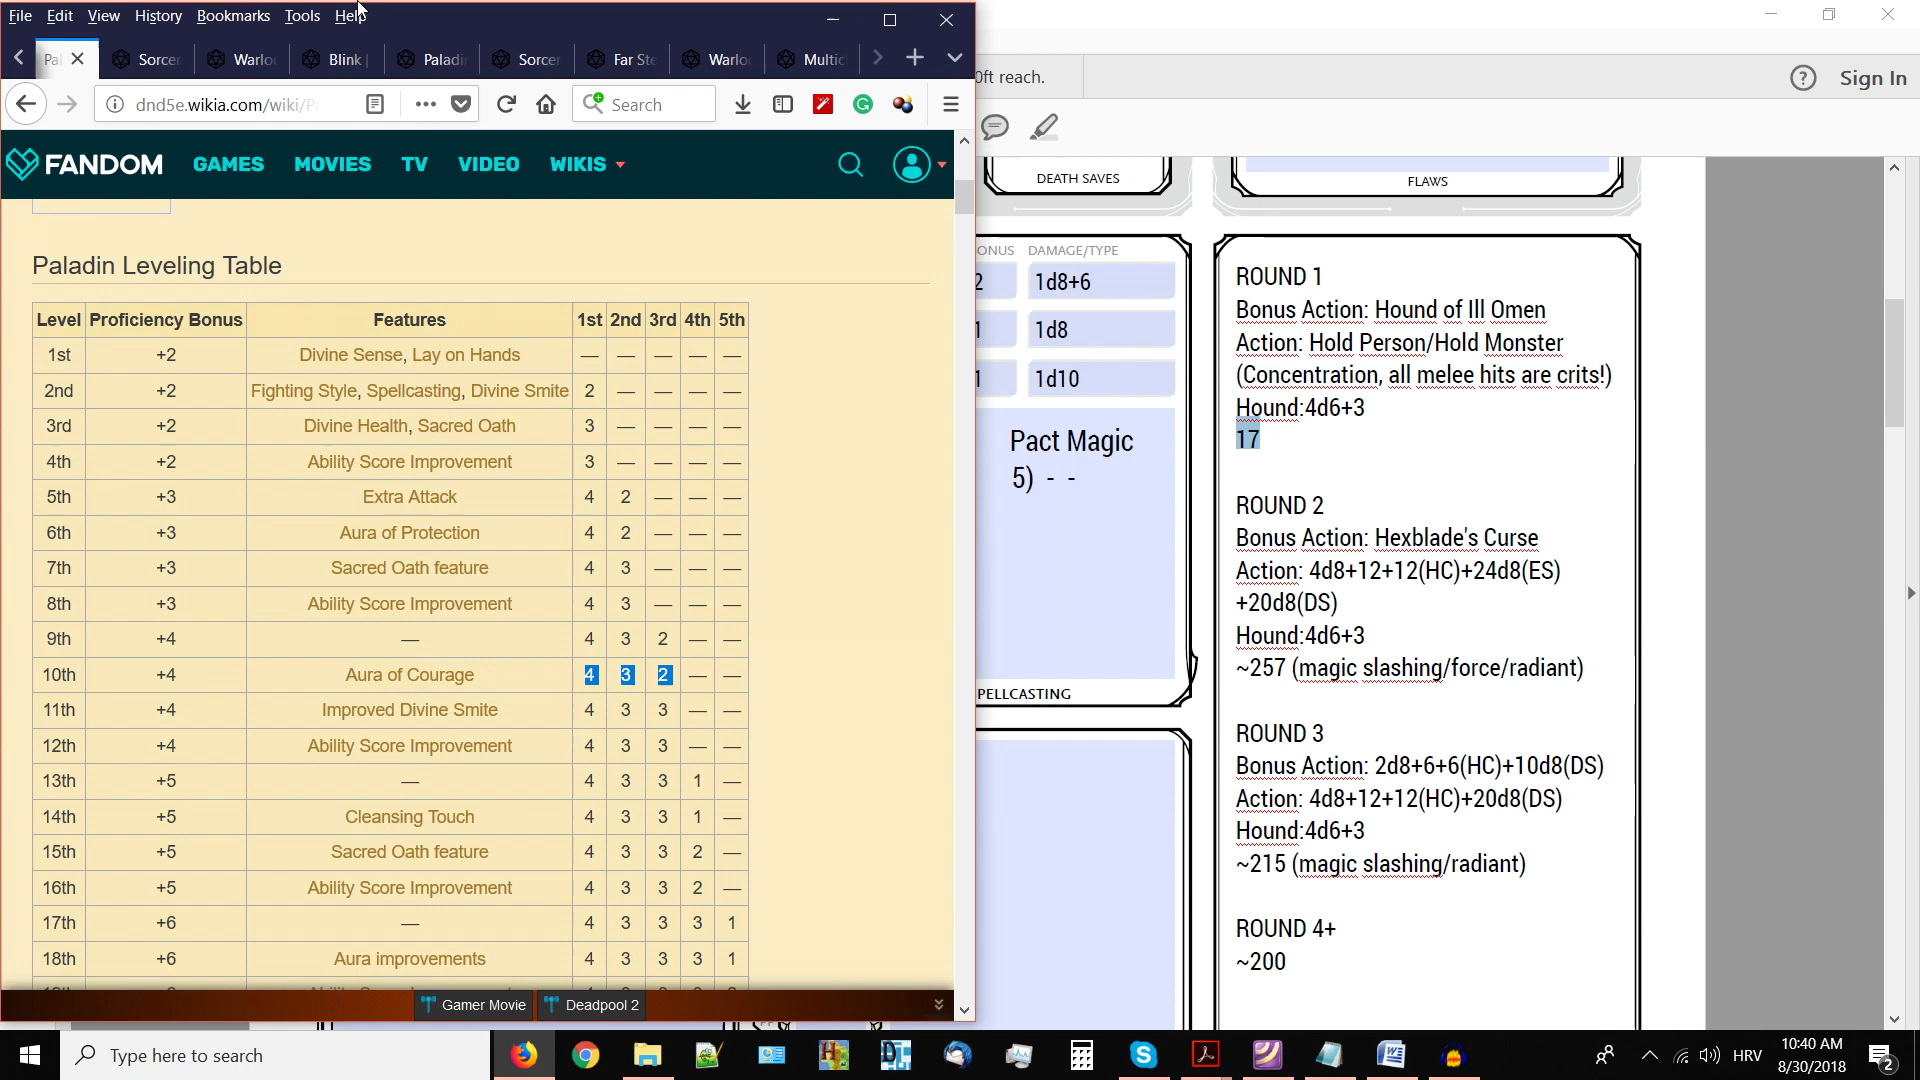 File Edit View History Bookmarks Tools Help
Pal Sorcer Warlo Blink Paladi Sorcer Far Ste Warlo Multic
dnd5e.wikia.com/wiki/P
Search
FANDOM GAMES MOVIES TV VIDEO WIKIS
Paladin Leveling Table
Level Proficiency Bonus Features 1st 2nd 3rd 4th 5th
1st +2 Divine Sense, Lay on Hands — — — — —
2nd +2 Fighting Style, Spellcasting, Divine Smite 2 — — — —
3rd +2 Divine Health, Sacred Oath 3 — — — —
4th +2 Ability Score Improvement 3 — — — —
5th +3 Extra Attack 4 2 — — —
6th +3 Aura of Protection 4 2 — — —
7th +3 Sacred Oath feature 4 3 — — —
8th +3 Ability Score Improvement 4 3 — — —
9th +4 — 4 3 2 — —
10th +4 Aura of Courage 4 3 2 — —
11th +4 Improved Divine Smite 4 3 3 — —
12th +4 Ability Score Improvement 4 3 3 — —
13th +5 — 4 3 3 1 —
14th +5 Cleansing Touch 4 3 3 1 —
15th +5 Sacred Oath feature 4 3 3 2 —
16th +5 Ability Score Improvement 4 3 3 2 —
17th +6 — 4 3 3 3 1
18th +6 Aura improvements 4 3 3 3 1
Gamer Movie Deadpool 2
0ft reach.
Sign In
DEATH SAVES
FLAWS
ONUS DAMAGE/TYPE
2 1d8+6
1 1d8
1 1d10
Pact Magic
5) - -
PELLCASTING
ROUND 1
Bonus Action: Hound of Ill Omen
Action: Hold Person/Hold Monster
(Concentration, all melee hits are crits!)
Hound:4d6+3
17
ROUND 2
Bonus Action: Hexblade's Curse
Action: 4d8+12+12(HC)+24d8(ES)
+20d8(DS)
Hound:4d6+3
~257 (magic slashing/force/radiant)
ROUND 3
Bonus Action: 2d8+6+6(HC)+10d8(DS)
Action: 4d8+12+12(HC)+20d8(DS)
Hound:4d6+3
~215 (magic slashing/radiant)
ROUND 4+
~200
Type here to search
HRV
10:40 AM
8/30/2018
2